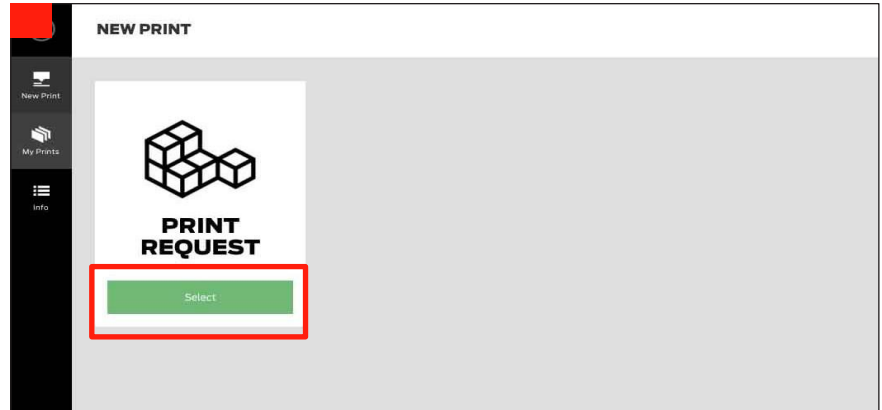 NEW PRINT
New Print
My Prints
Info
PRINT
REQUEST
Select